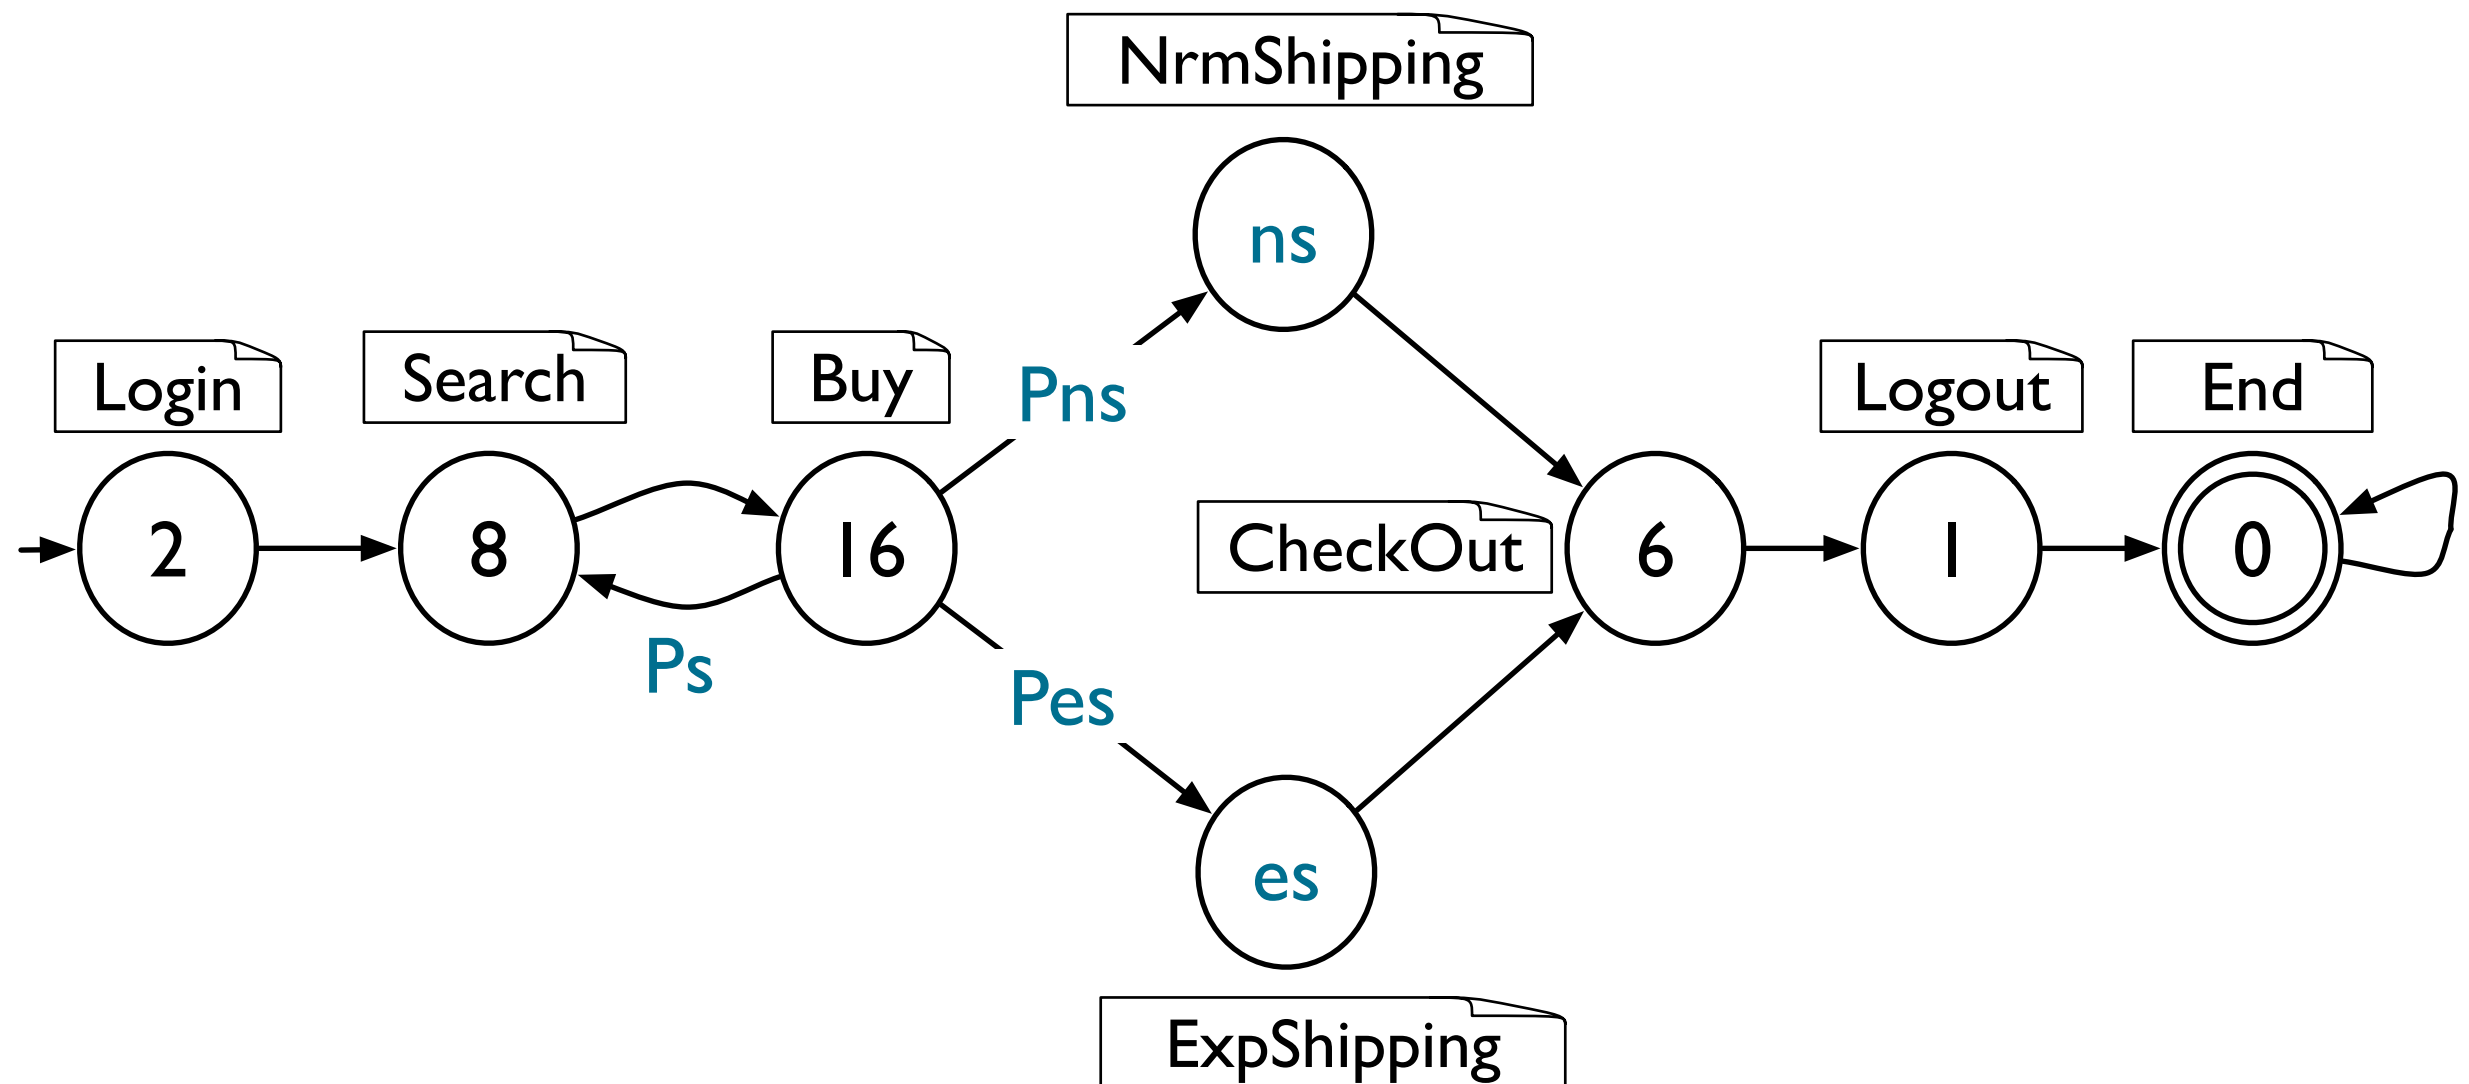 NrmShipping
ns
Pns
Login
Search
Buy
Logout
End
2
8
16
CheckOut
6
1
0
Ps
Pes
es
ExpShipping